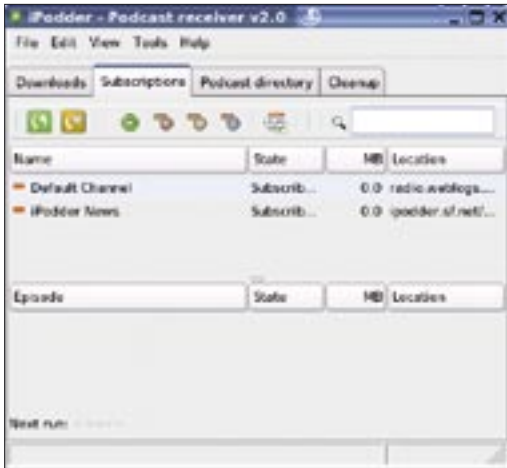 iPodder - Podcast receiver v2.0
File Edit View Tools Help
Downloads Subscriptions Podcast directory Cleanup
Name State MB Location
Default Channel Subscrib... 0.0 radio.weblogs....
iPodder News Subscrib... 0.0 ipodder.sf.net/...
Episode State MB Location
Next run: